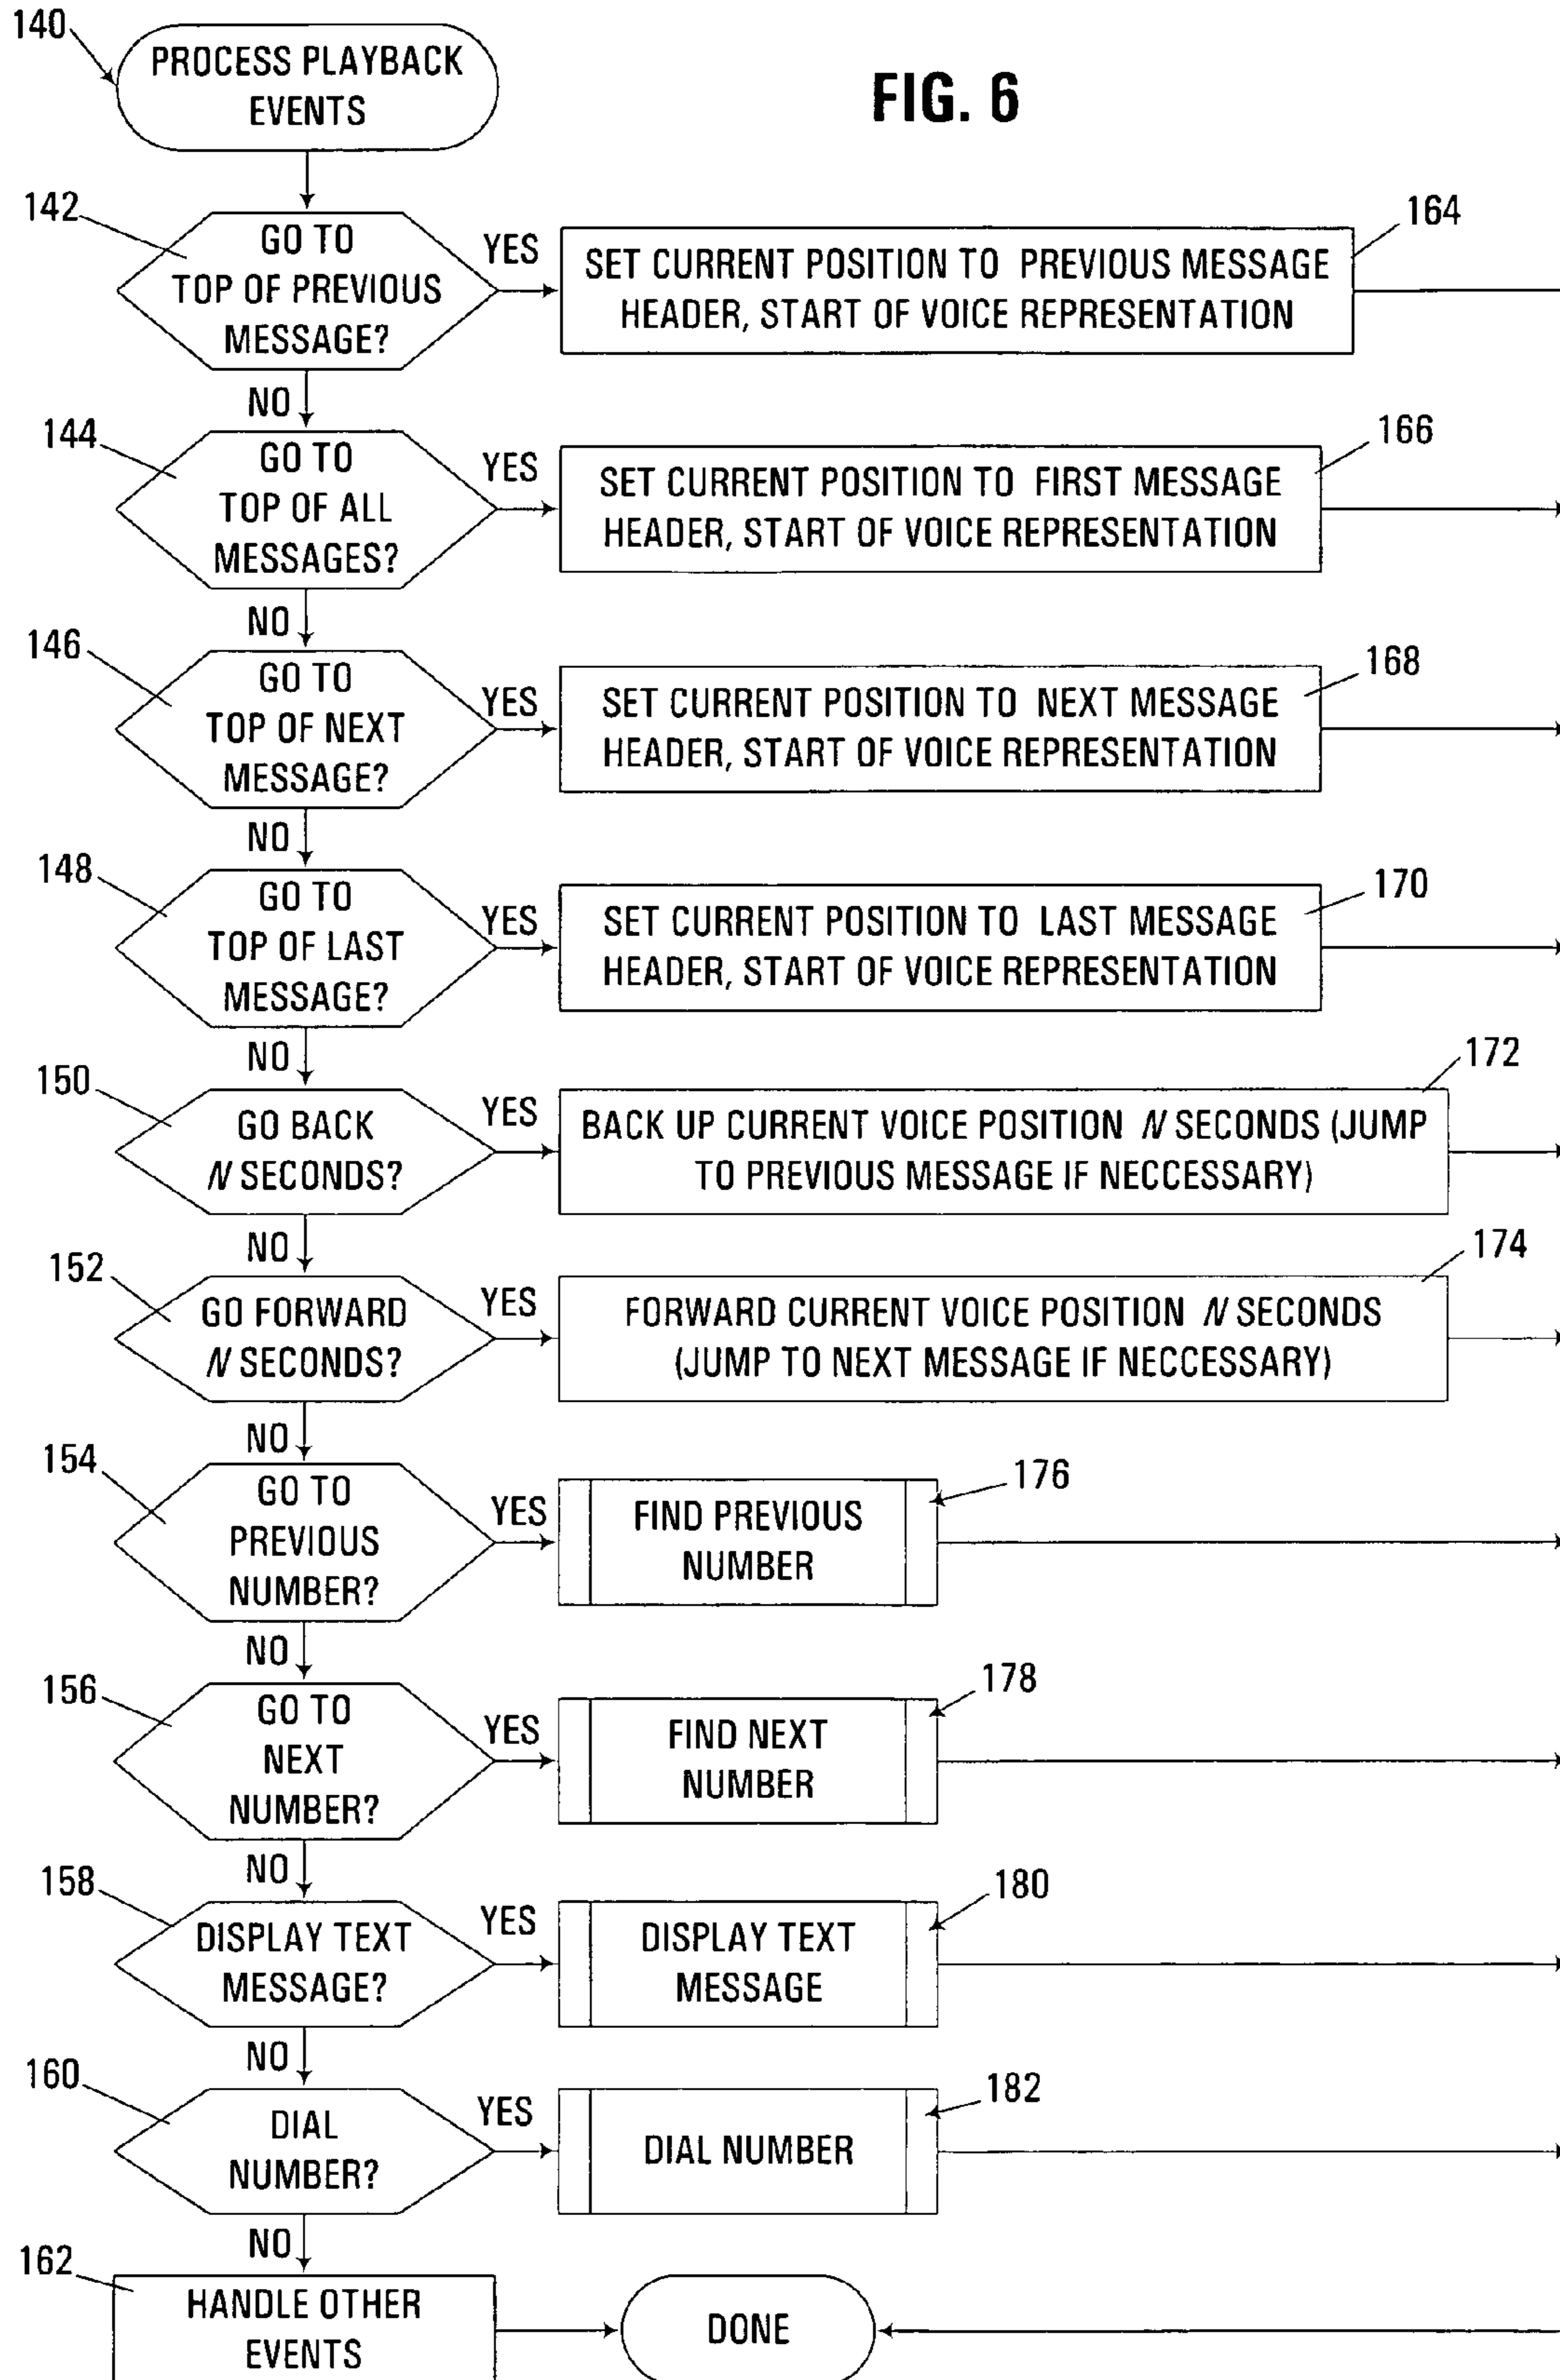 140
PROCESS PLAYBACK
EVENTS
FIG. 6
142
GO TO
TOP OF PREVIOUS
MESSAGE?
YES
SET CURRENT POSITION TO PREVIOUS MESSAGE
HEADER, START OF VOICE REPRESENTATION
164
NO
144
GO TO
TOP OF ALL
MESSAGES?
YES
SET CURRENT POSITION TO FIRST MESSAGE
HEADER, START OF VOICE REPRESENTATION
166
NO
146
GO TO
TOP OF NEXT
MESSAGE?
YES
SET CURRENT POSITION TO NEXT MESSAGE
HEADER, START OF VOICE REPRESENTATION
168
NO
148
GO TO
TOP OF LAST
MESSAGE?
YES
SET CURRENT POSITION TO LAST MESSAGE
HEADER, START OF VOICE REPRESENTATION
170
NO
150
GO BACK
N SECONDS?
YES
BACK UP CURRENT VOICE POSITION N SECONDS (JUMP
TO PREVIOUS MESSAGE IF NECCESSARY)
172
NO
152
GO FORWARD
N SECONDS?
YES
FORWARD CURRENT VOICE POSITION N SECONDS
(JUMP TO NEXT MESSAGE IF NECCESSARY)
174
NO
154
GO TO
PREVIOUS
NUMBER?
YES
FIND PREVIOUS
NUMBER
176
NO
156
GO TO
NEXT
NUMBER?
YES
FIND NEXT
NUMBER
178
NO
158
DISPLAY TEXT
MESSAGE?
YES
DISPLAY TEXT
MESSAGE
180
NO
160
DIAL
NUMBER?
YES
DIAL NUMBER
182
NO
162
HANDLE OTHER
EVENTS
DONE